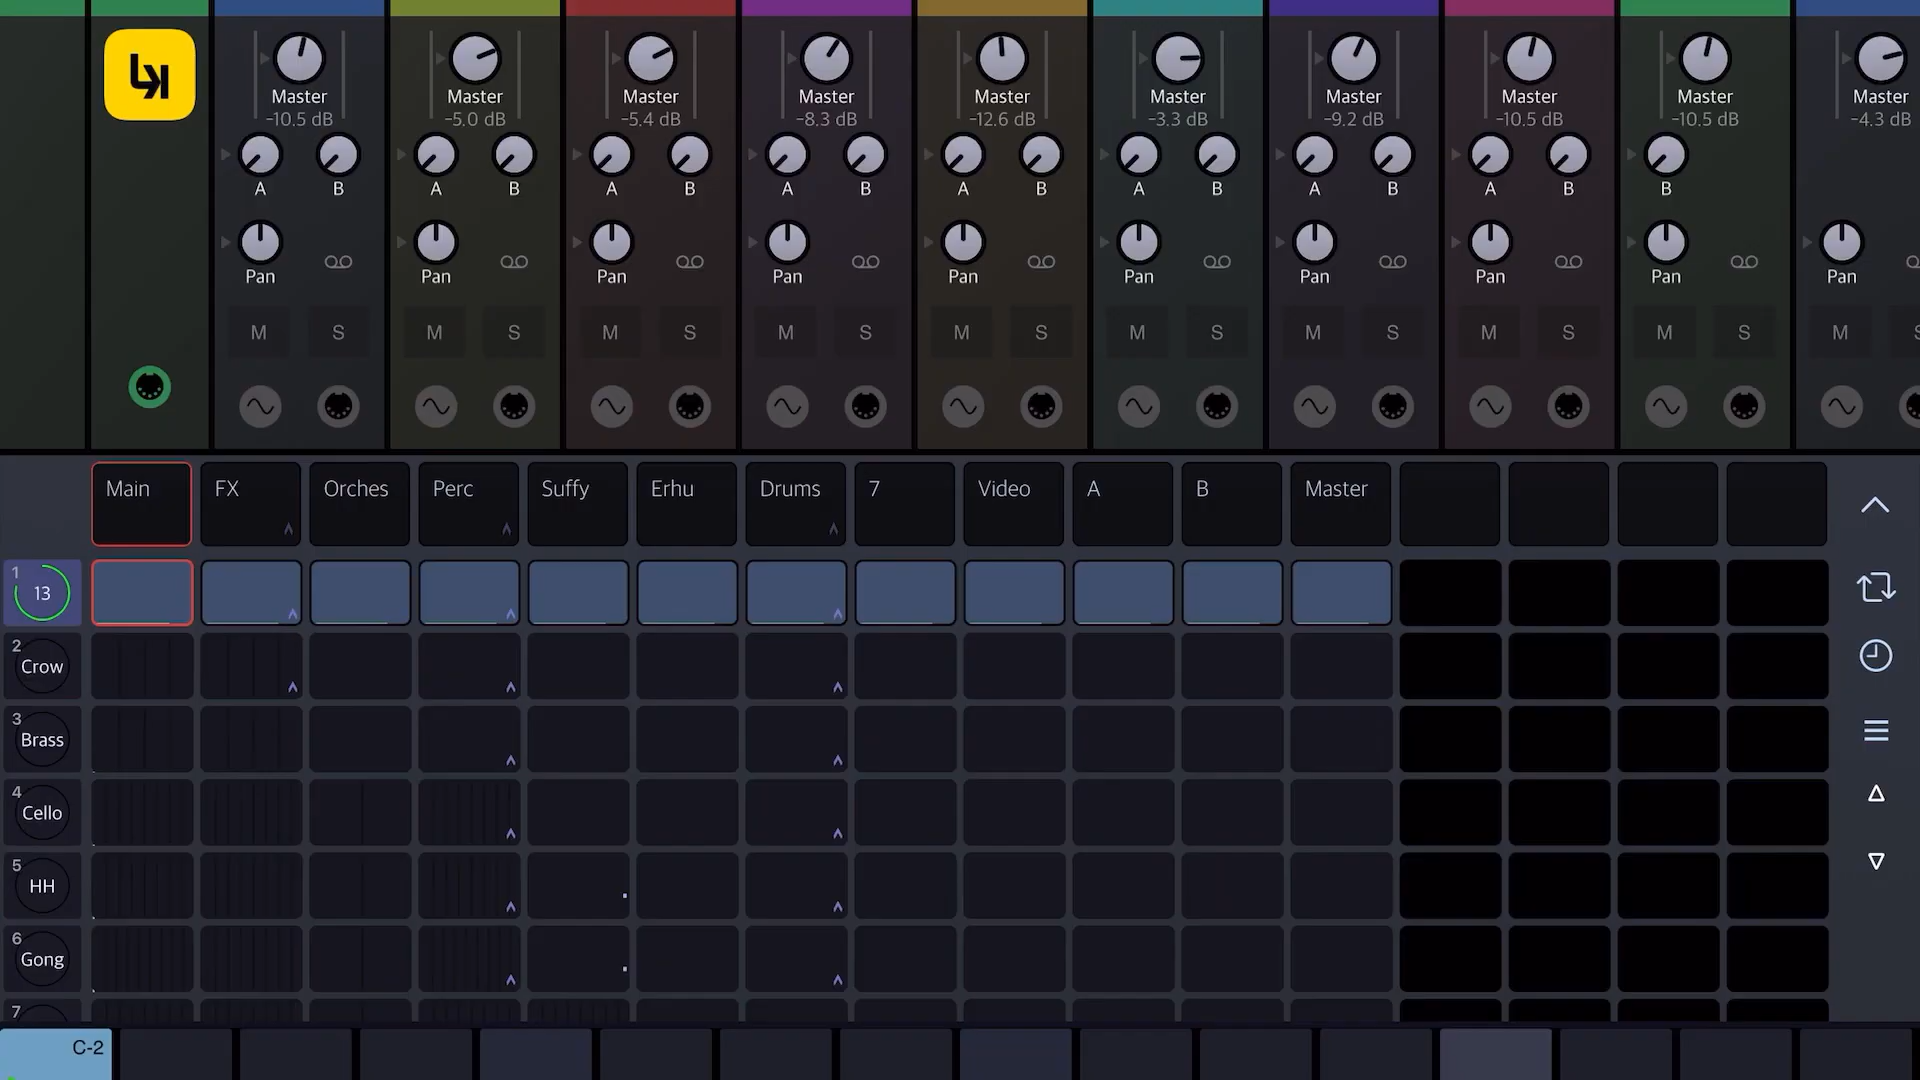 Master Master Master Master Master Master Master Master Master Master
-10.5 dB -5.0 dB -5.4 dB -8.3 dB -12.6 dB -3.3 dB -9.2 dB -10.5 dB -10.5 dB -4.3 dB
A B A B A B A B A B A B A B A B B
Pan Pan Pan Pan Pan Pan Pan Pan Pan Pan
M S M S M S M S M S M S M S M S M S M S
Main FX Orches Perc Suffy Erhu Drums 7 Video A B Master
1 13
2 Crow
3 Brass
4 Cello
5 HH
6 Gong
7
C-2